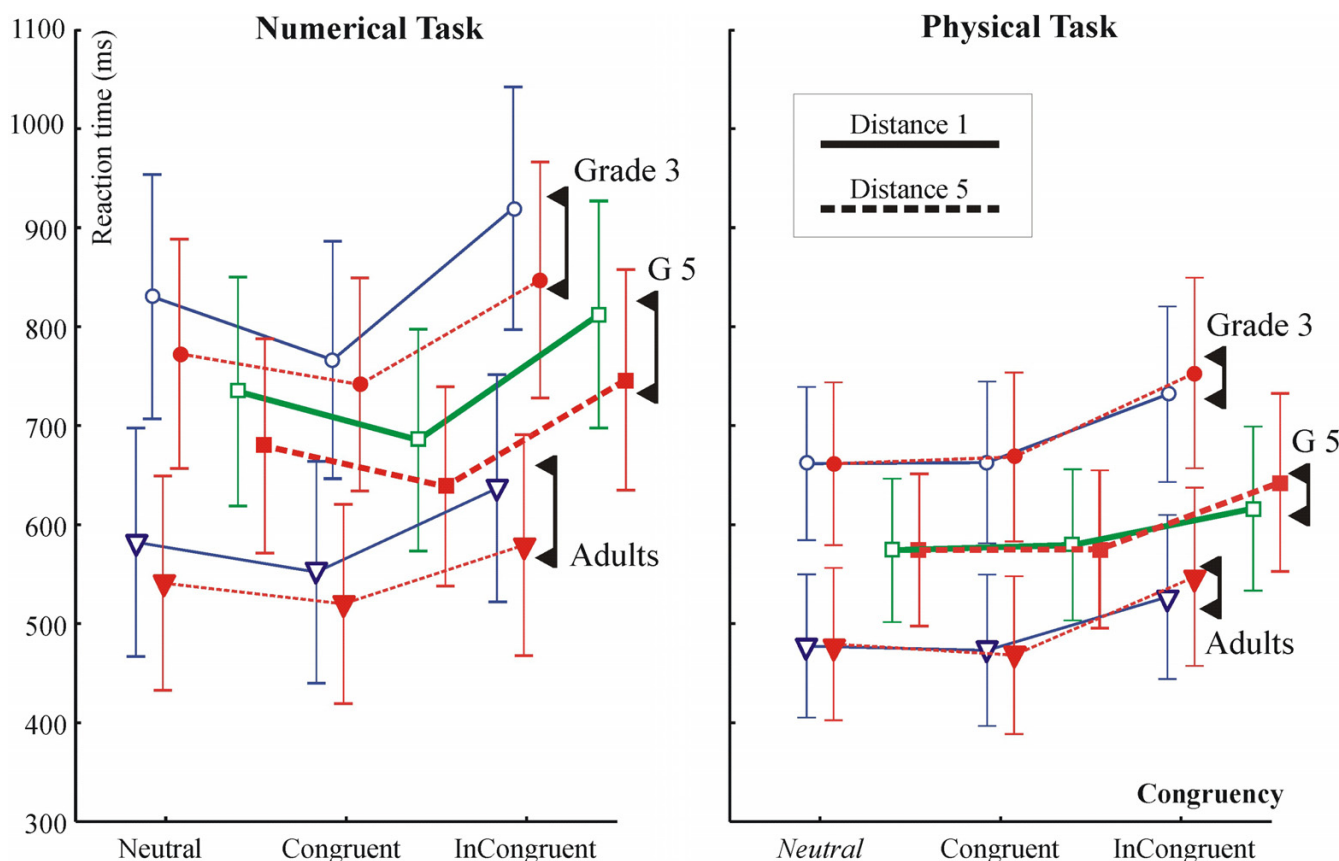 Numerical Task
Physical Task
Reaction time (ms)
1100
1000
900
800
700
600
500
400
300
Grade 3
G 5
Adults
Neutral
Congruent
InCongruent
Distance 1
Distance 5
Grade 3
G 5
Adults
Congruency
Neutral
Congruent
InCongruent